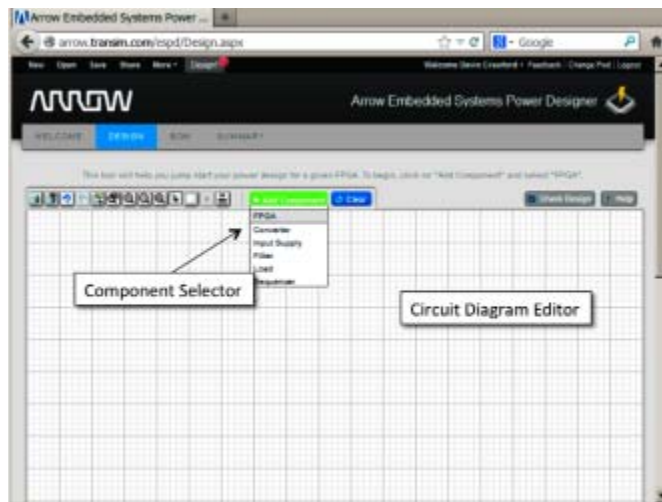 Arrow Embedded Systems Power ...
arrow.transim.com/espd/Design.aspx
Google
New Open Save Share More Design
Welcome Devin Crawford Feedback Change Pwd Logout
ARROW
Arrow Embedded Systems Power Designer
WELCOME DESIGN BOM SUMMARY
This tool will help you jump start your power design for a given FPGA. To begin, click on "Add Component" and select "FPGA".
Add Component Clear Check Design Help
FPGA
Converter
Input Supply
Filter
Load
Sequencer
Component Selector
Circuit Diagram Editor